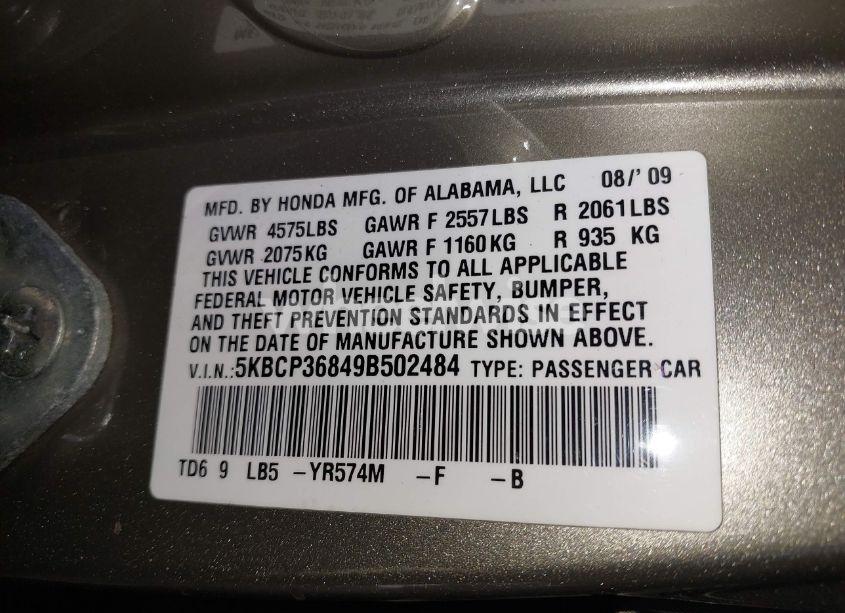 MFD. BY HONDA MFG. OF ALABAMA, LLC 08/'09
GVWR 4575LBS GAWR F 2557LBS R 2061LBS
GVWR 2075KG GAWR F 1160KG R 935 KG
THIS VEHICLE CONFORMS TO ALL APPLICABLE
FEDERAL MOTOR VEHICLE SAFETY, BUMPER,
AND THEFT PREVENTION STANDARDS IN EFFECT
ON THE DATE OF MANUFACTURE SHOWN ABOVE.
V.I.N.:5KBCP36849B502484 TYPE: PASSENGER CAR
TD6 9 LB5 -YR574M -F -B